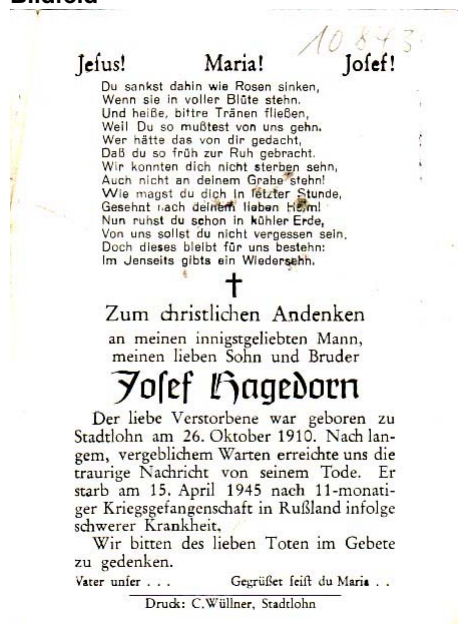 Bildfeld
10843
Jesus! Maria! Josef!
Du sankst dahin wie Rosen sinken,
Wenn sie in voller Blüte stehn.
Und heiße, bittre Tränen fließen,
Weil Du so mußtest von uns gehn.
Wer hätte das von dir gedacht,
Daß du so früh zur Ruh gebracht.
Wir konnten dich nicht sterben sehn,
Auch nicht an deinem Grabe stehn!
Wie magst du dich in letzter Stunde,
Gesehnt nach deinem lieben Heim!
Nun ruhst du schon in kühler Erde,
Von uns sollst du nicht vergessen sein,
Doch dieses bleibt für uns bestehn:
Im Jenseits gibts ein Wiedersehn.
Zum christlichen Andenken
an meinen innigstgeliebten Mann,
meinen lieben Sohn und Bruder
Josef Hagedorn
Der liebe Verstorbene war geboren zu
Stadtlohn am 26. Oktober 1910. Nach lan-
gem, vergeblichem Warten erreichte uns die
traurige Nachricht von seinem Tode. Er
starb am 15. April 1945 nach 11-monati-
ger Kriegsgefangenschaft in Rußland infolge
schwerer Krankheit.
Wir bitten des lieben Toten im Gebete
zu gedenken.
Vater unser . . . Gegrüßet seist du Maria . .
Druck: C.Wüllner, Stadtlohn